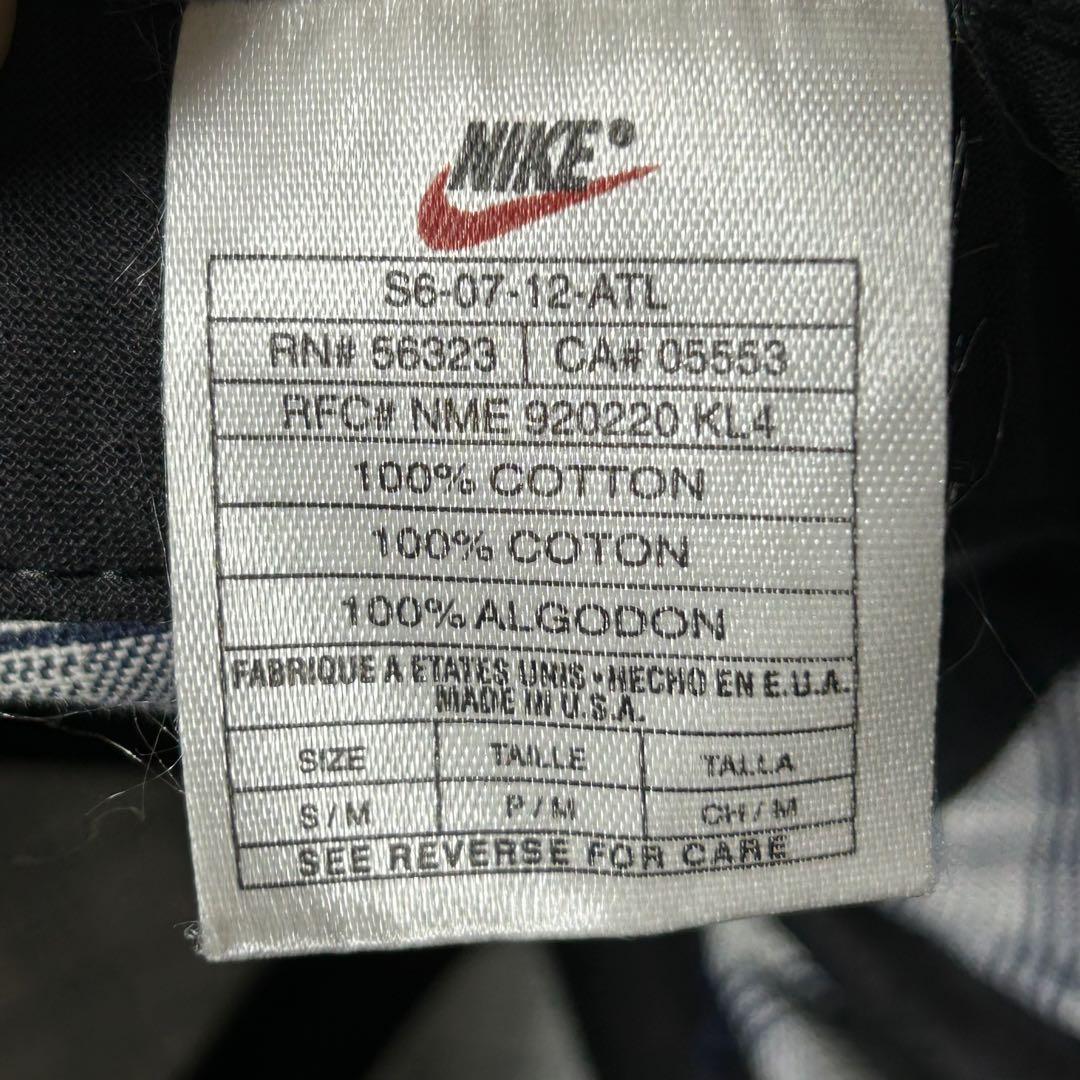 NIKE®
S6-07-12-ATL
RN# 56323 CA# 05553
RFC# NME 920220 KL4
100% COTTON
100% COTON
100% ALGODON
FABRIQUE A ETATES UNIS • HECHO EN E.U.A.
MADE IN U.S.A.
SIZE TAILLE TALLA
S/M P/M CH/M
SEE REVERSE FOR CARE